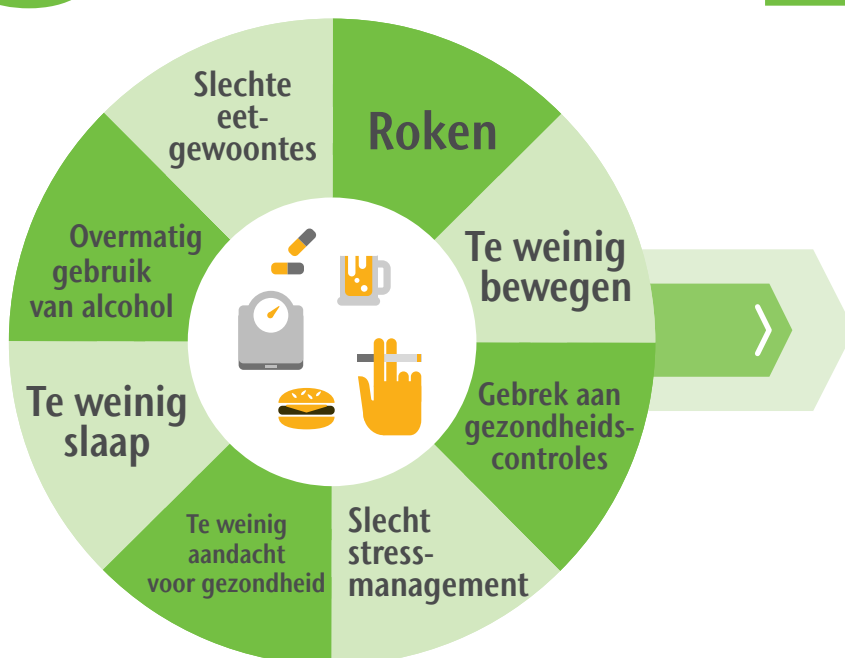 Slechte
eet-
gewoontes
Roken
Te weinig
bewegen
Gebrek aan
gezondheids-
controles
Slecht
stress-
management
Te weinig
aandacht
voor gezondheid
Te weinig
slaap
Overmatig
gebruik
van alcohol